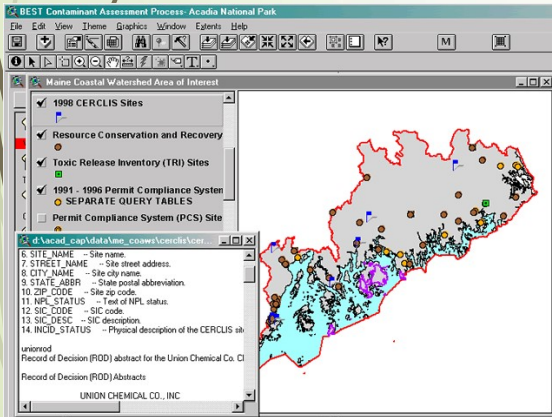 BEST Contaminant Assessment Process- Acadia National Park
File Edit View Theme Graphics Window Extents Help
M
Maine Coastal Watershed Area of Interest
1998 CERCLIS Sites
Resource Conservation and Recovery
Toxic Release Inventory (TRI) Sites
1991 - 1996 Permit Compliance System
SEPARATE QUERY TABLES
Permit Compliance System (PCS) Site
d:\acad_cap\data\me_coaws\cerclis\cer...
6. SITE_NAME -- Site name.
7. STREET_NAME -- Site street address.
8. CITY_NAME -- Site city name.
9. STATE_ABBR -- State postal abbreviation.
10. ZIP_CODE -- Site zip code.
11. NPL_STATUS -- Text of NPL status.
12. SIC_CODE -- SIC code.
13. SIC_DESC -- SIC description.
14. INCID_STATUS -- Physical description of the CERCLIS sit
unionrod
Record of Decision (ROD) abstract for the Union Chemical Co. Cl
Record of Decision (ROD) Abstracts
UNION CHEMICAL CO., INC